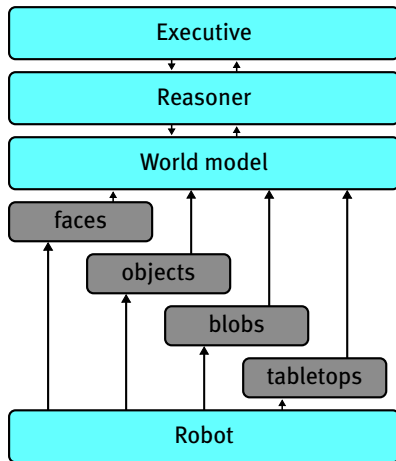 Executive
Reasoner
World model
faces
objects
blobs
tabletops
Robot